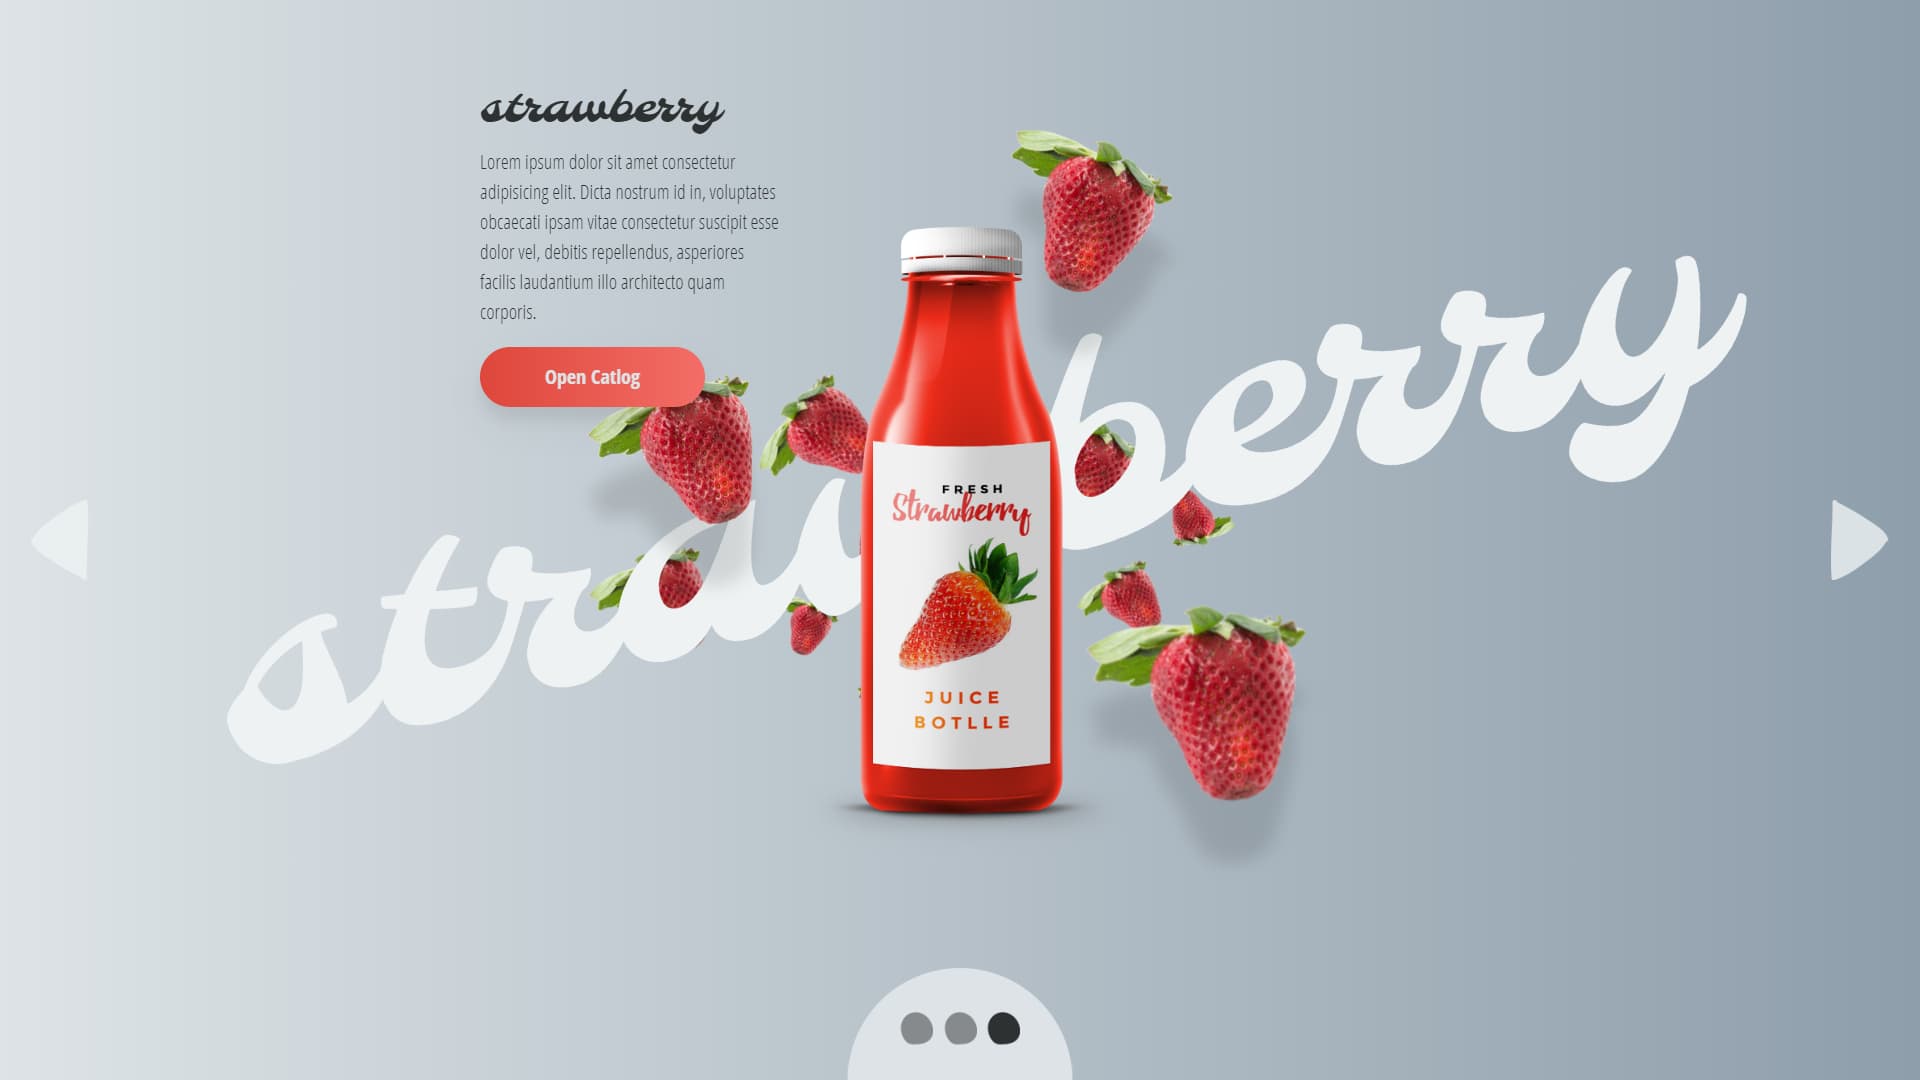 strawberry
Lorem ipsum dolor sit amet consectetur
adipisicing elit. Dicta nostrum id in, voluptates
obcaecati ipsam vitae consectetur suscipit esse
dolor vel, debitis repellendus, asperiores
facilis laudantium illo architecto quam
corporis.
Open Catlog
strawberry
FRESH
Strawberry
JUICE
BOTLLE